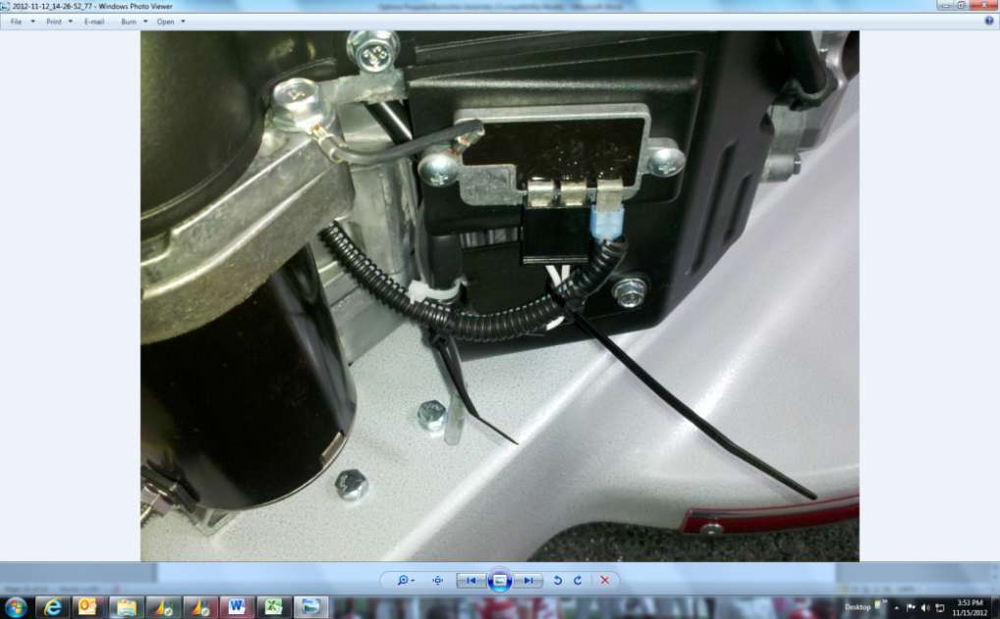 2012-11-12_14-26-52_77 - Windows Photo Viewer
File Print E-mail Burn Open
Desktop
3:53 PM
11/15/2012